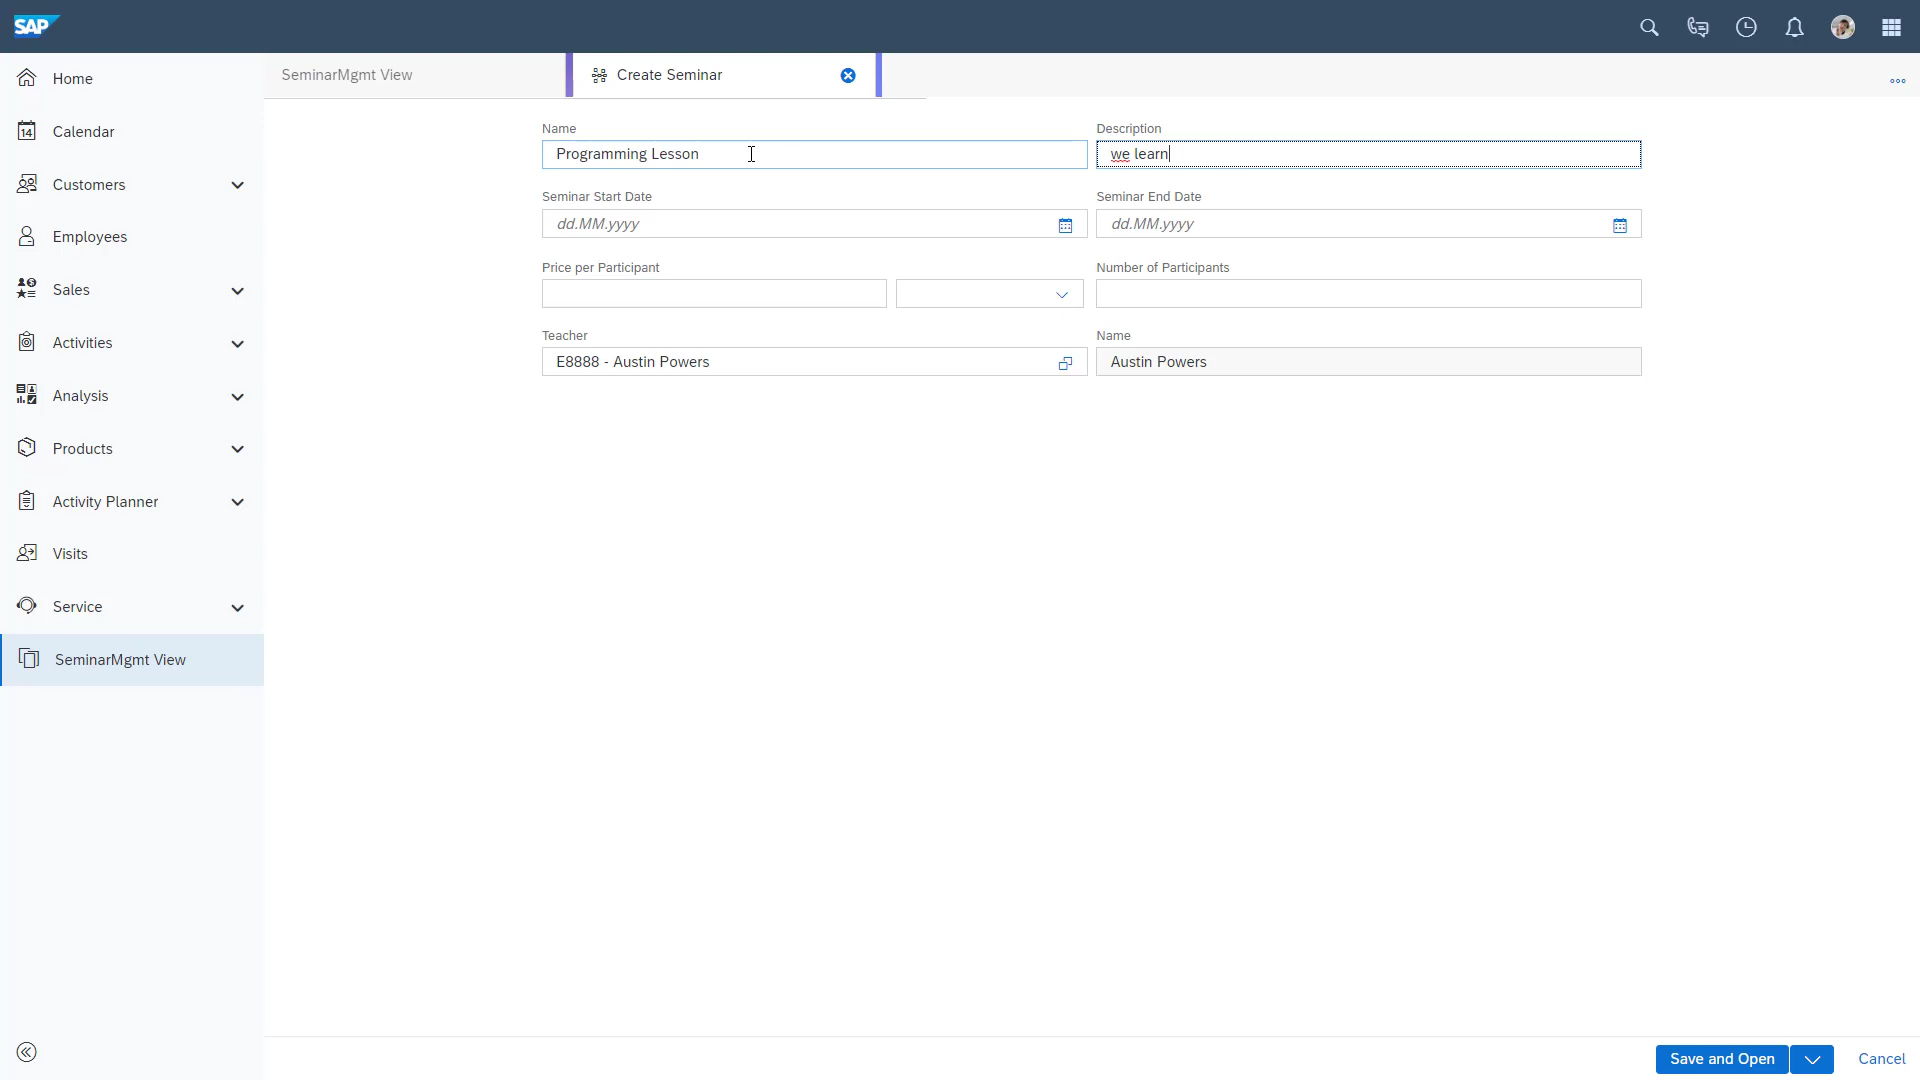 SAP
Home
14
Calendar
Customers
Employees
Sales
Activities
Analysis
Products
Activity Planner
Visits
Service
SeminarMgmt View
SeminarMgmt View
Create Seminar
Name
Programming Lesson
Description
we learn
Seminar Start Date
dd.MM.yyyy
Seminar End Date
dd.MM.yyyy
Price per Participant
Number of Participants
Teacher
E8888 - Austin Powers
Name
Austin Powers
Save and Open
Cancel